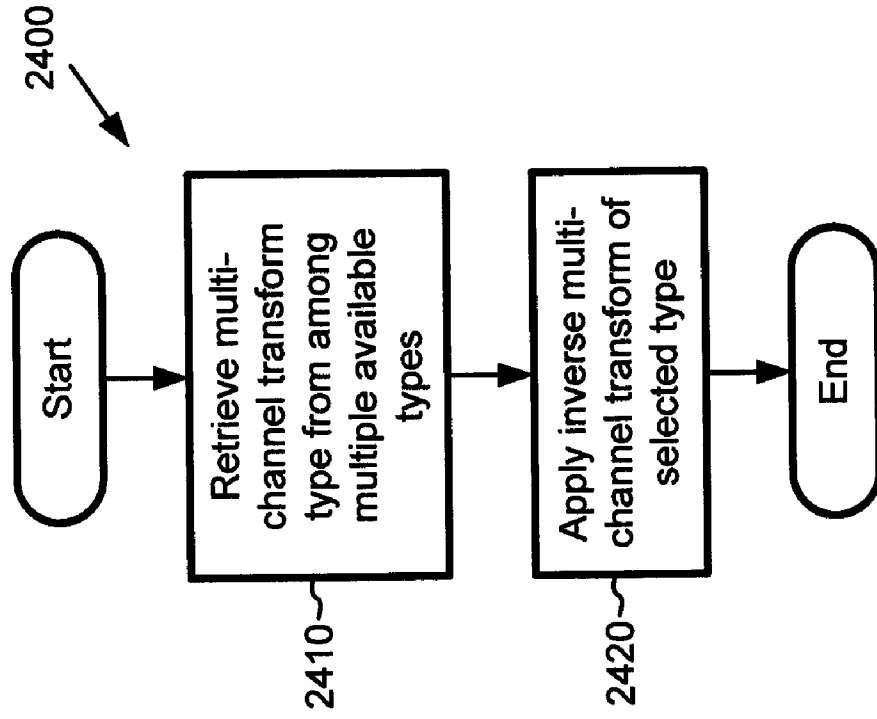 2400
Start
2410
Retrieve multi-
channel transform
type from among
multiple available
types
2420
Apply inverse multi-
channel transform of
selected type
End